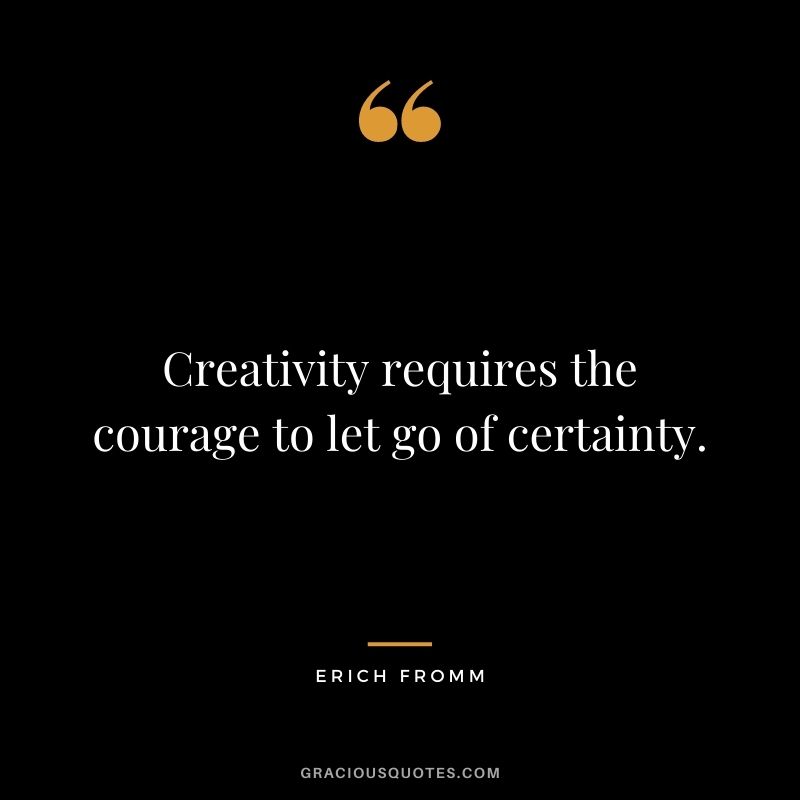 “
Creativity requires the
courage to let go of certainty.
ERICH FROMM
GRACIOUSQUOTES.COM